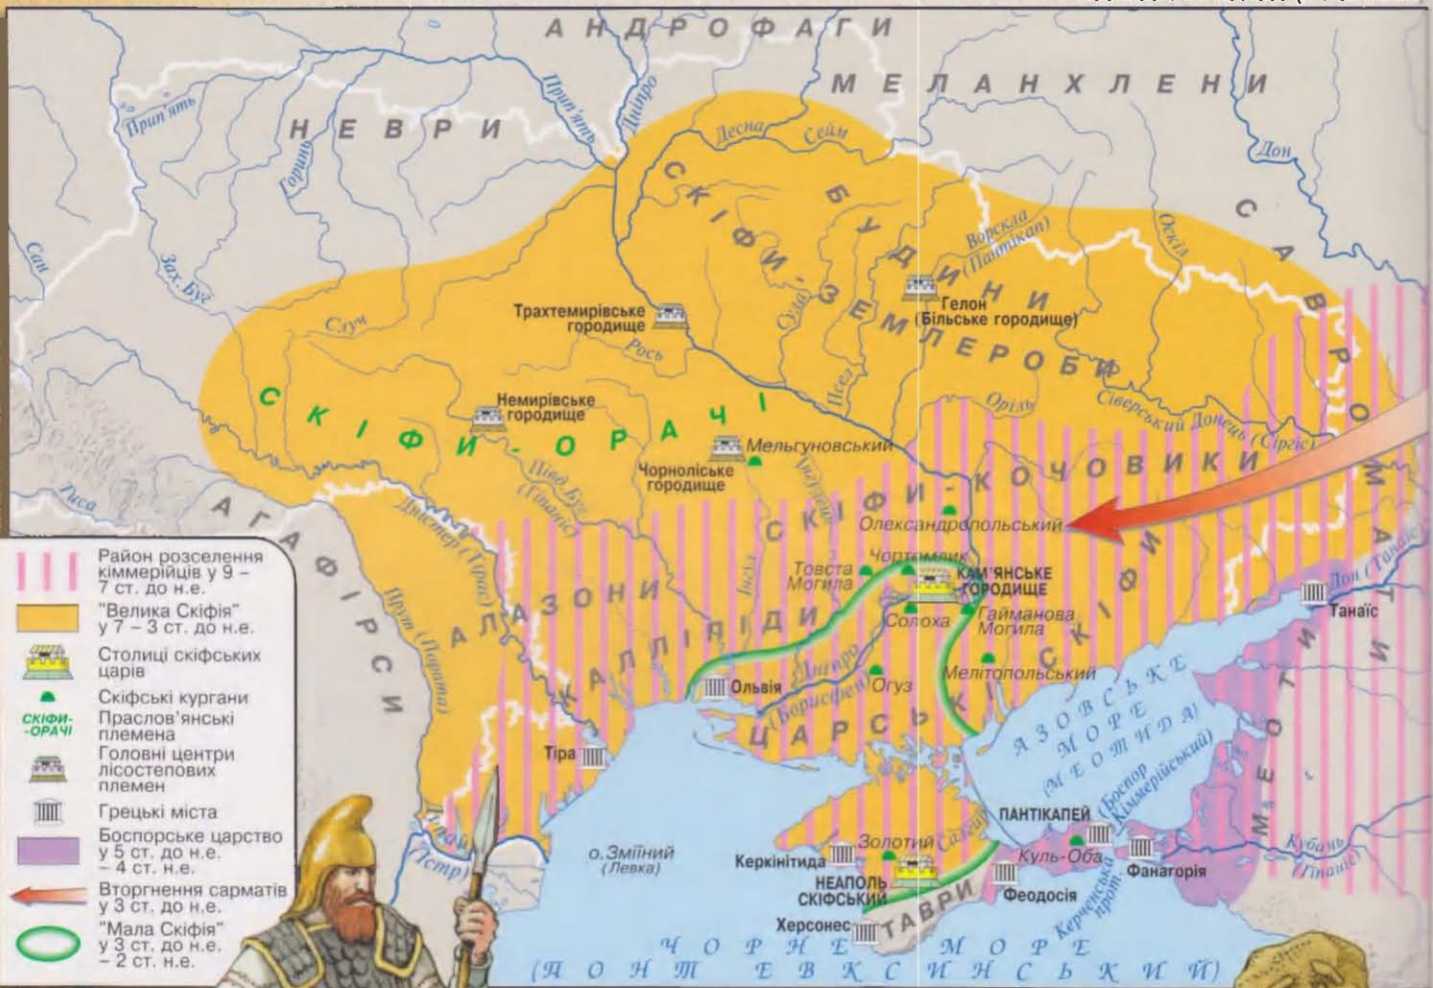 АНДРОФАГИ
МЕЛАНХЛЕНИ
НЕВРИ
Прип'ять
Прип'ять
Дніпро
Горинь
Десна
Сейм
Дон
Сан
Зах. Буг
СКІФИ-ЗЕМЛЕРОБИ
БУДИНИ
Ворскла
(Пантікап)
Оскіл
САВРОМАТИ
Случ
Трахтемирівське
городище
Рось
Сула
Гелон
(Більське городище)
Псел
Оріль
Сіверський Донець (Сіргіс)
СКІФИ-ОРАЧІ
Немирівське
городище
Мельгуновський
Чорноліське
городище
Півд. Буг
(Гіпаніс)
Інгулець
СКІФИ-КОЧОВИКИ
Тиса
АГАФІРСИ
Дністер (Тірас)
Олександропольський
Чортомлик
Товста
Могила
КАМ'ЯНСЬКЕ
ГОРОДИЩЕ
Солоха
Гайманова
Могила
Інгул
АЛАЗОНИ
КАЛЛІПІДИ
Прут (Пората)
Дніпро
(Борисфен)
Огуз
Мелітопольський
Ольвія
ЦАРСЬКІ СКІФИ
Дон (Танаїс)
Танаїс
МЕОТИ
АЗОВСЬКЕ
МОРЕ
(МЕОТИДА)
Тіра
Дунай
(Істр)
о.Зміїний
(Левка)
(Боспор
Кіммерійський)
ПАНТІКАПЕЙ
Золотий
Салгир
Керкінітида
НЕАПОЛЬ
СКІФСЬКИЙ
Куль-Оба
Фанагорія
Кубань
(Гіпаніс)
Феодосія
Керченська
прот.
Херсонес
ТАВРИ
ЧОРНЕ МОРЕ
(ПОНТ ЕВКСИНСЬКИЙ)
Район розселення
кіммерійців у 9 –
7 ст. до н.е.
"Велика Скіфія"
у 7 – 3 ст. до н.е.
Столиці скіфських
царів
Скіфські кургани
СКІФИ-
-ОРАЧІ
Праслов'янські
племена
Головні центри
лісостепових
племен
Грецькі міста
Боспорське царство
у 5 ст. до н.е.
– 4 ст. н.е.
Вторгнення сарматів
у 3 ст. до н.е.
"Мала Скіфія"
у 3 ст. до н.е.
– 2 ст. н.е.